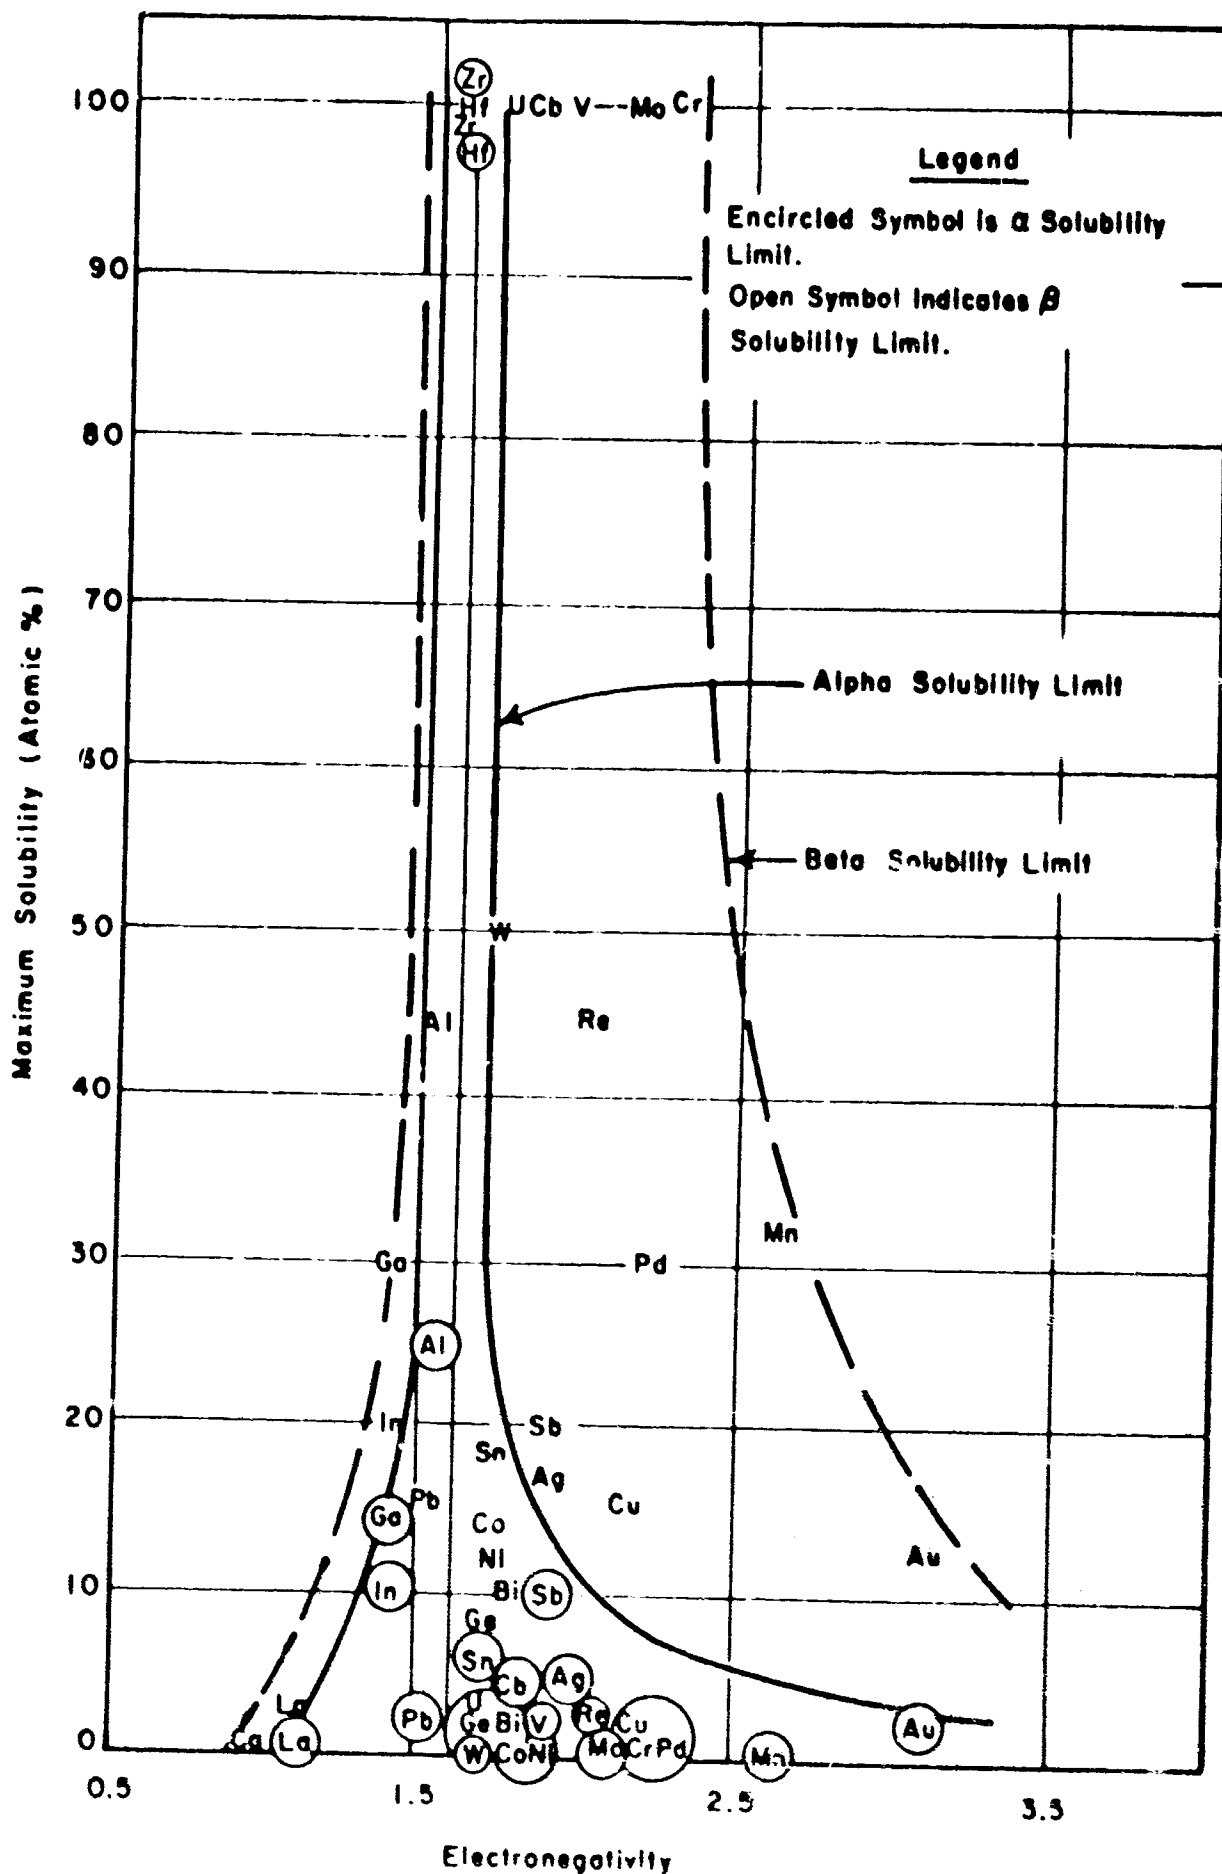 100
Zr
Hf U Cb V---Mo Cr
Zr
Hf
Legend
Encircled Symbol is α Solubility
Limit.
Open Symbol Indicates β
Solubility Limit.
90
80
70
Alpha Solubility Limit
60
Beta Solubility Limit
50
W
Al Re
40
Mn
30
Ga Pd
Al
20
In Sb
Sn
Ag
Pb Cu
Ga
Co
Ni Au
10
In Bi Sb
Ge
Sn
Cb Ag
U
La
Pb Ge Bi V Re Cu Au
0
Ca La W Co Ni Mo Cr Pd Mn
0.5 1.5 2.5 3.5
Electronegativity
Maximum Solubility (Atomic %)